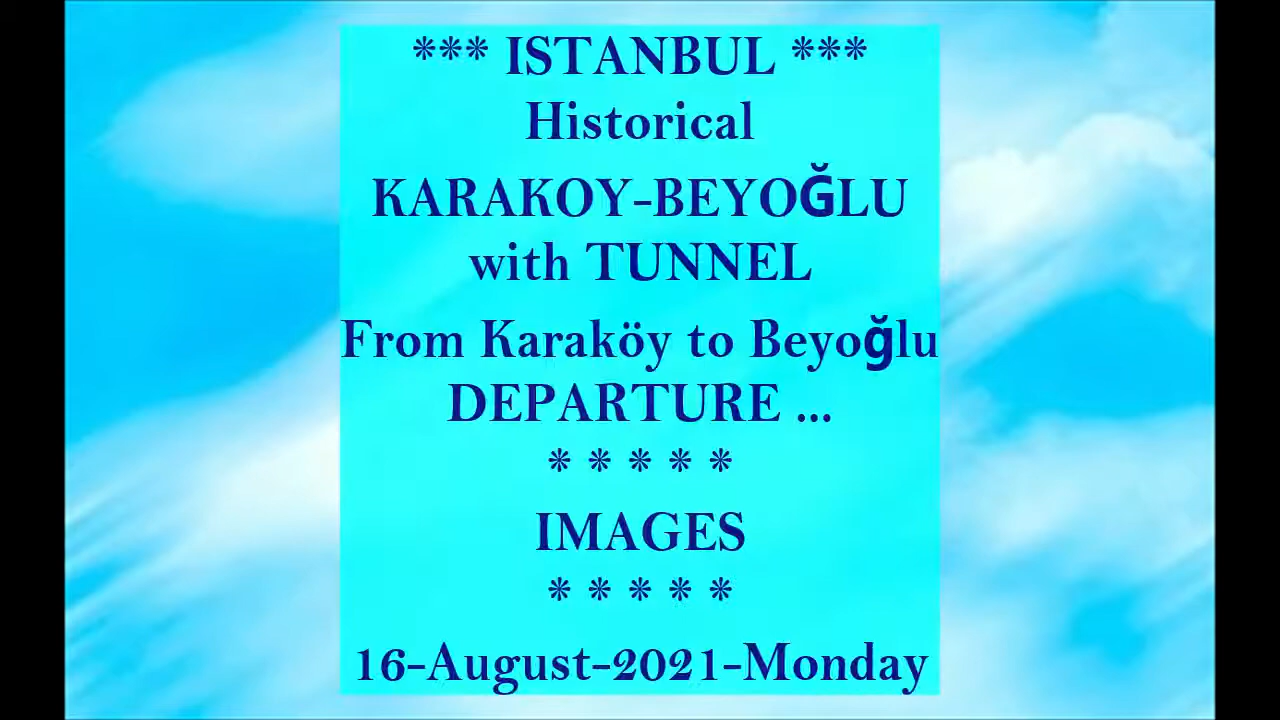 *** ISTANBUL ***
Historical
KARAKOY-BEYOĞLU
with TUNNEL
From Karaköy to Beyoğlu
DEPARTURE ...
* * * * *
IMAGES
* * * * *
16-August-2021-Monday